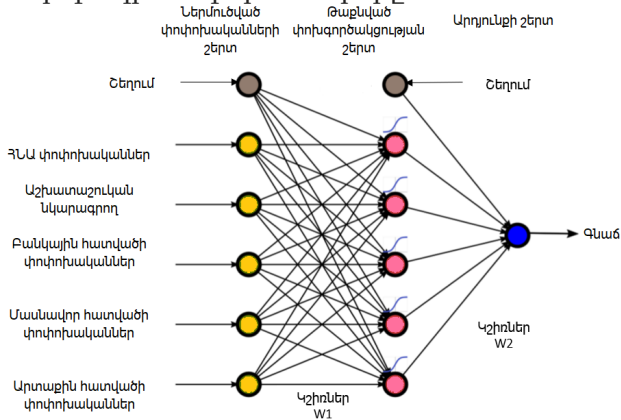 Ներմուծված
փոփոխականների
շերտ
Թաքնված
փոխգործակցության
շերտ
Արդյունքի շերտ
Շեղում
Շեղում
ՀՆԱ փոփոխականներ
Աշխատաշուկան
նկարագրող
Բանկային հատվածի
փոփոխականներ
Գնաճ
Մասնավոր հատվածի
փոփոխականներ
Կշիռներ
W2
Արտաքին հատվածի
փոփոխականներ
Կշիռներ
W1